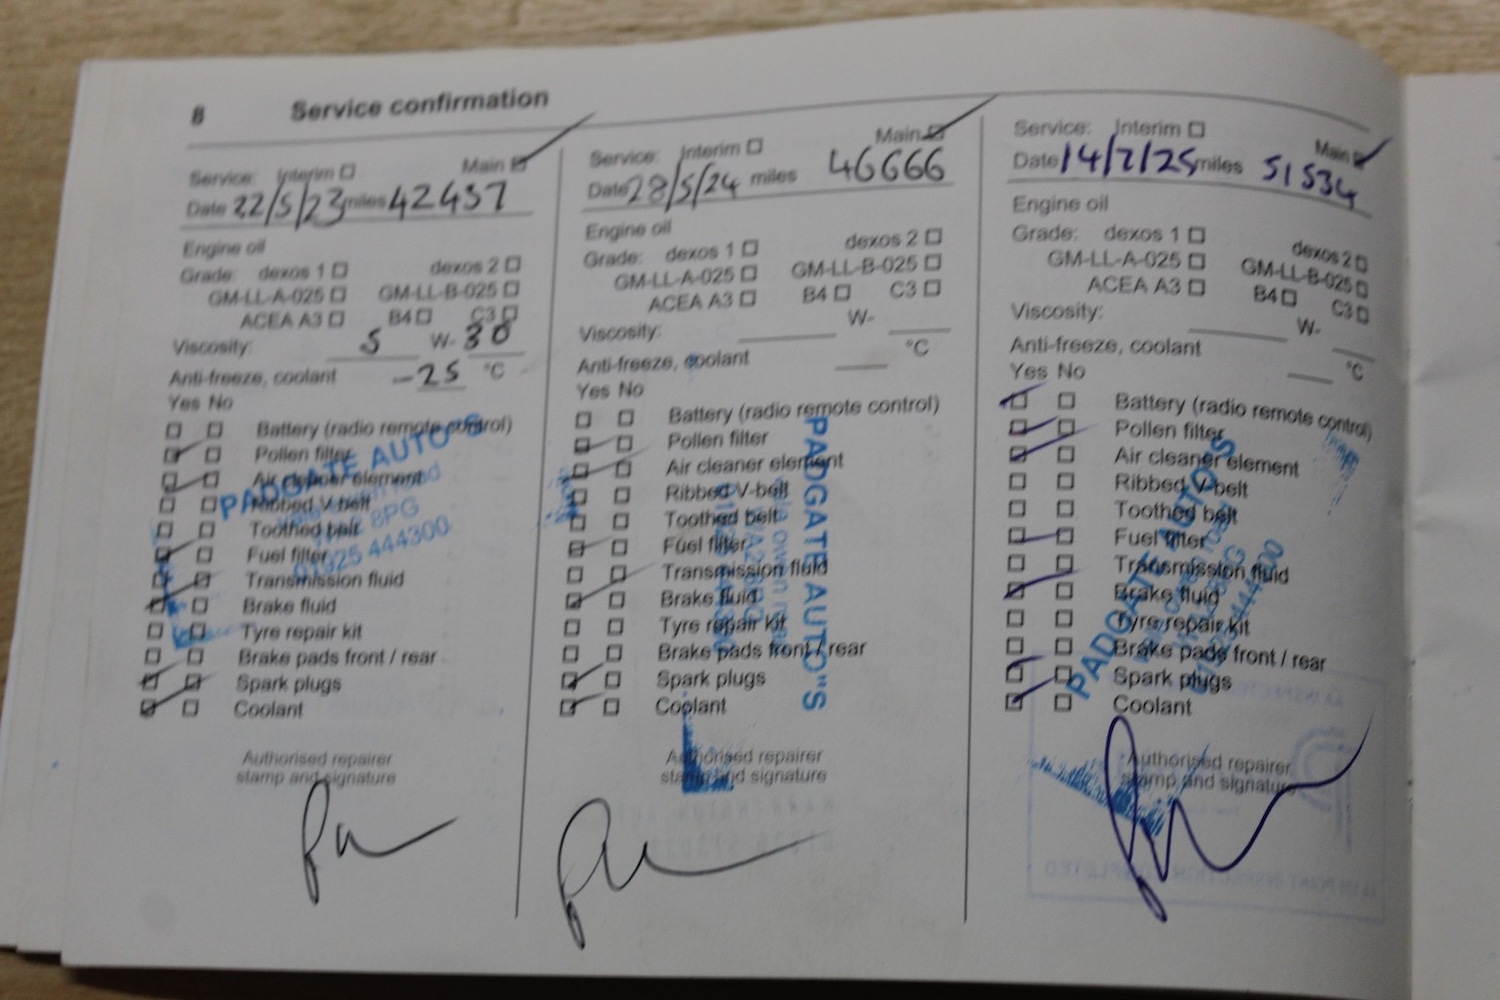 8 Service confirmation
Service: Interim Main
Date 22/5/23 miles 42457
Engine oil
Grade: dexos 1 dexos 2
GM-LL-A-025 GM-LL-B-025
ACEA A3 B4 C3
Viscosity: 5 W- 30
Anti-freeze, coolant -25 °C
Yes No
Battery (radio remote control)
Pollen filter
Air cleaner element
Ribbed V-belt
Toothed belt
Fuel filter
Transmission fluid
Brake fluid
Tyre repair kit
Brake pads front / rear
Spark plugs
Coolant
PADGATE AUTO"S
8PG
01925 444300
Authorised repairer
stamp and signature
Service: Interim Main
Date 28/5/24 miles 46666
Engine oil
Grade: dexos 1 dexos 2
GM-LL-A-025 GM-LL-B-025
ACEA A3 B4 C3
Viscosity: W-
Anti-freeze, coolant °C
Yes No
Battery (radio remote control)
Pollen filter
Air cleaner element
Ribbed V-belt
Toothed belt
Fuel filter
Transmission fluid
Brake fluid
Tyre repair kit
Brake pads front / rear
Spark plugs
Coolant
PADGATE AUTO"S
Authorised repairer
stamp and signature
Service: Interim Main
Date 14/7/25 miles 51534
Engine oil
Grade: dexos 1 dexos 2
GM-LL-A-025 GM-LL-B-025
ACEA A3 B4 C3
Viscosity: W-
Anti-freeze, coolant °C
Yes No
Battery (radio remote control)
Pollen filter
Air cleaner element
Ribbed V-belt
Toothed belt
Fuel filter
Transmission fluid
Brake fluid
Tyre repair kit
Brake pads front / rear
Spark plugs
Coolant
PADGATE AUTO"S
Authorised repairer
stamp and signature